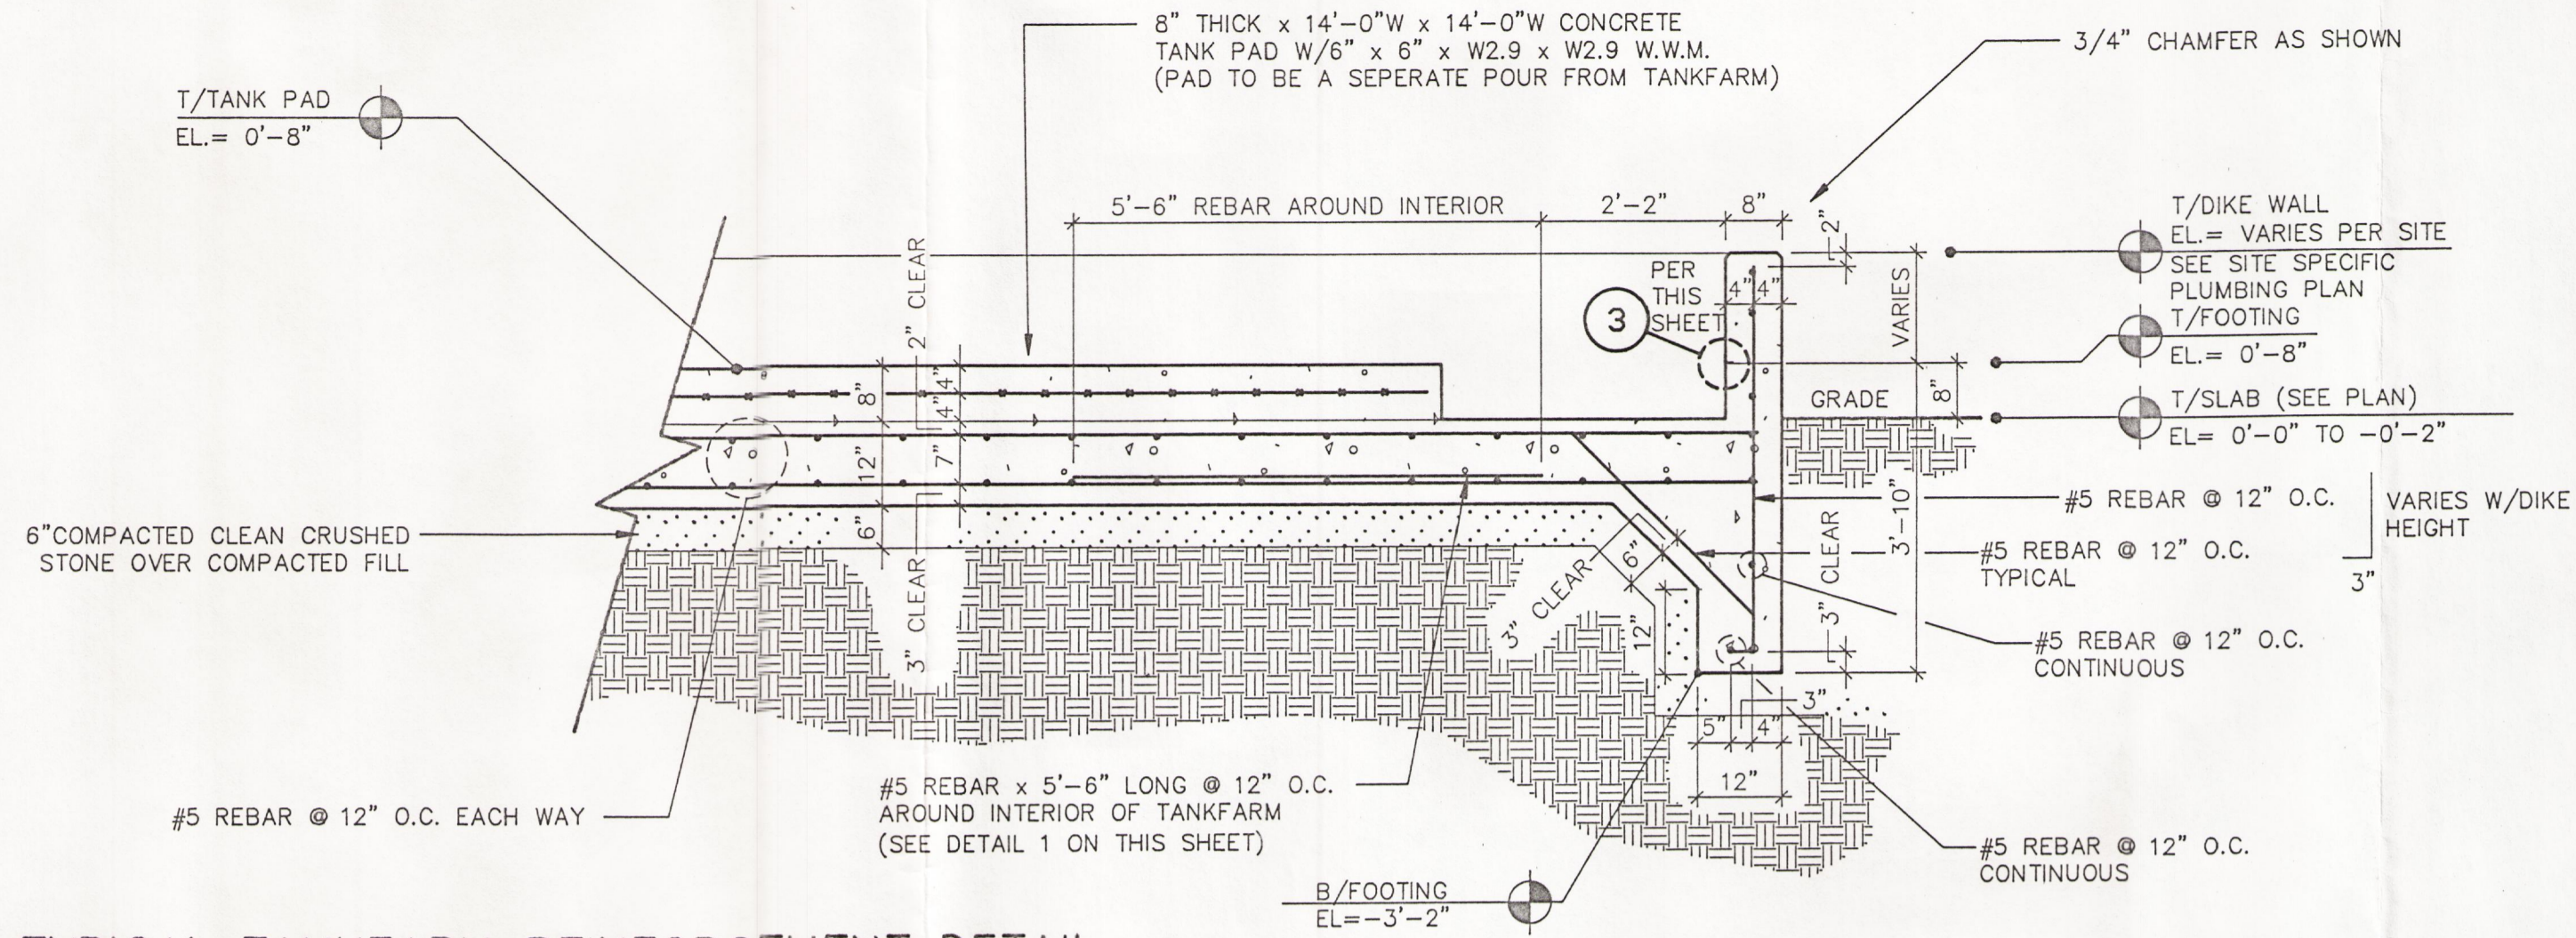 8" THICK x 14'-0"W x 14'-0"W CONCRETE
TANK PAD W/6" x 6" x W2.9 x W2.9 W.W.M.
(PAD TO BE A SEPERATE POUR FROM TANKFARM)
3/4" CHAMFER AS SHOWN
T/TANK PAD
EL.= 0'-8"
5'-6" REBAR AROUND INTERIOR
2'-2"
8"
2"
T/DIKE WALL
EL.= VARIES PER SITE
SEE SITE SPECIFIC
PLUMBING PLAN
T/FOOTING
EL.= 0'-8"
T/SLAB (SEE PLAN)
EL= 0'-0" TO -0'-2"
2" CLEAR
PER
THIS
SHEET
3
4"
4"
VARIES
8"
GRADE
8"
4"
4"
12"
7"
6"
3" CLEAR
6"COMPACTED CLEAN CRUSHED
STONE OVER COMPACTED FILL
#5 REBAR @ 12" O.C.
VARIES W/DIKE
HEIGHT
#5 REBAR @ 12" O.C.
TYPICAL
3"
3'-10"
CLEAR
3"
6"
3" CLEAR
12"
#5 REBAR @ 12" O.C.
CONTINUOUS
3"
5"
4"
12"
#5 REBAR x 5'-6" LONG @ 12" O.C.
AROUND INTERIOR OF TANKFARM
(SEE DETAIL 1 ON THIS SHEET)
#5 REBAR @ 12" O.C. EACH WAY
#5 REBAR @ 12" O.C.
CONTINUOUS
B/FOOTING
EL=-3'-2"